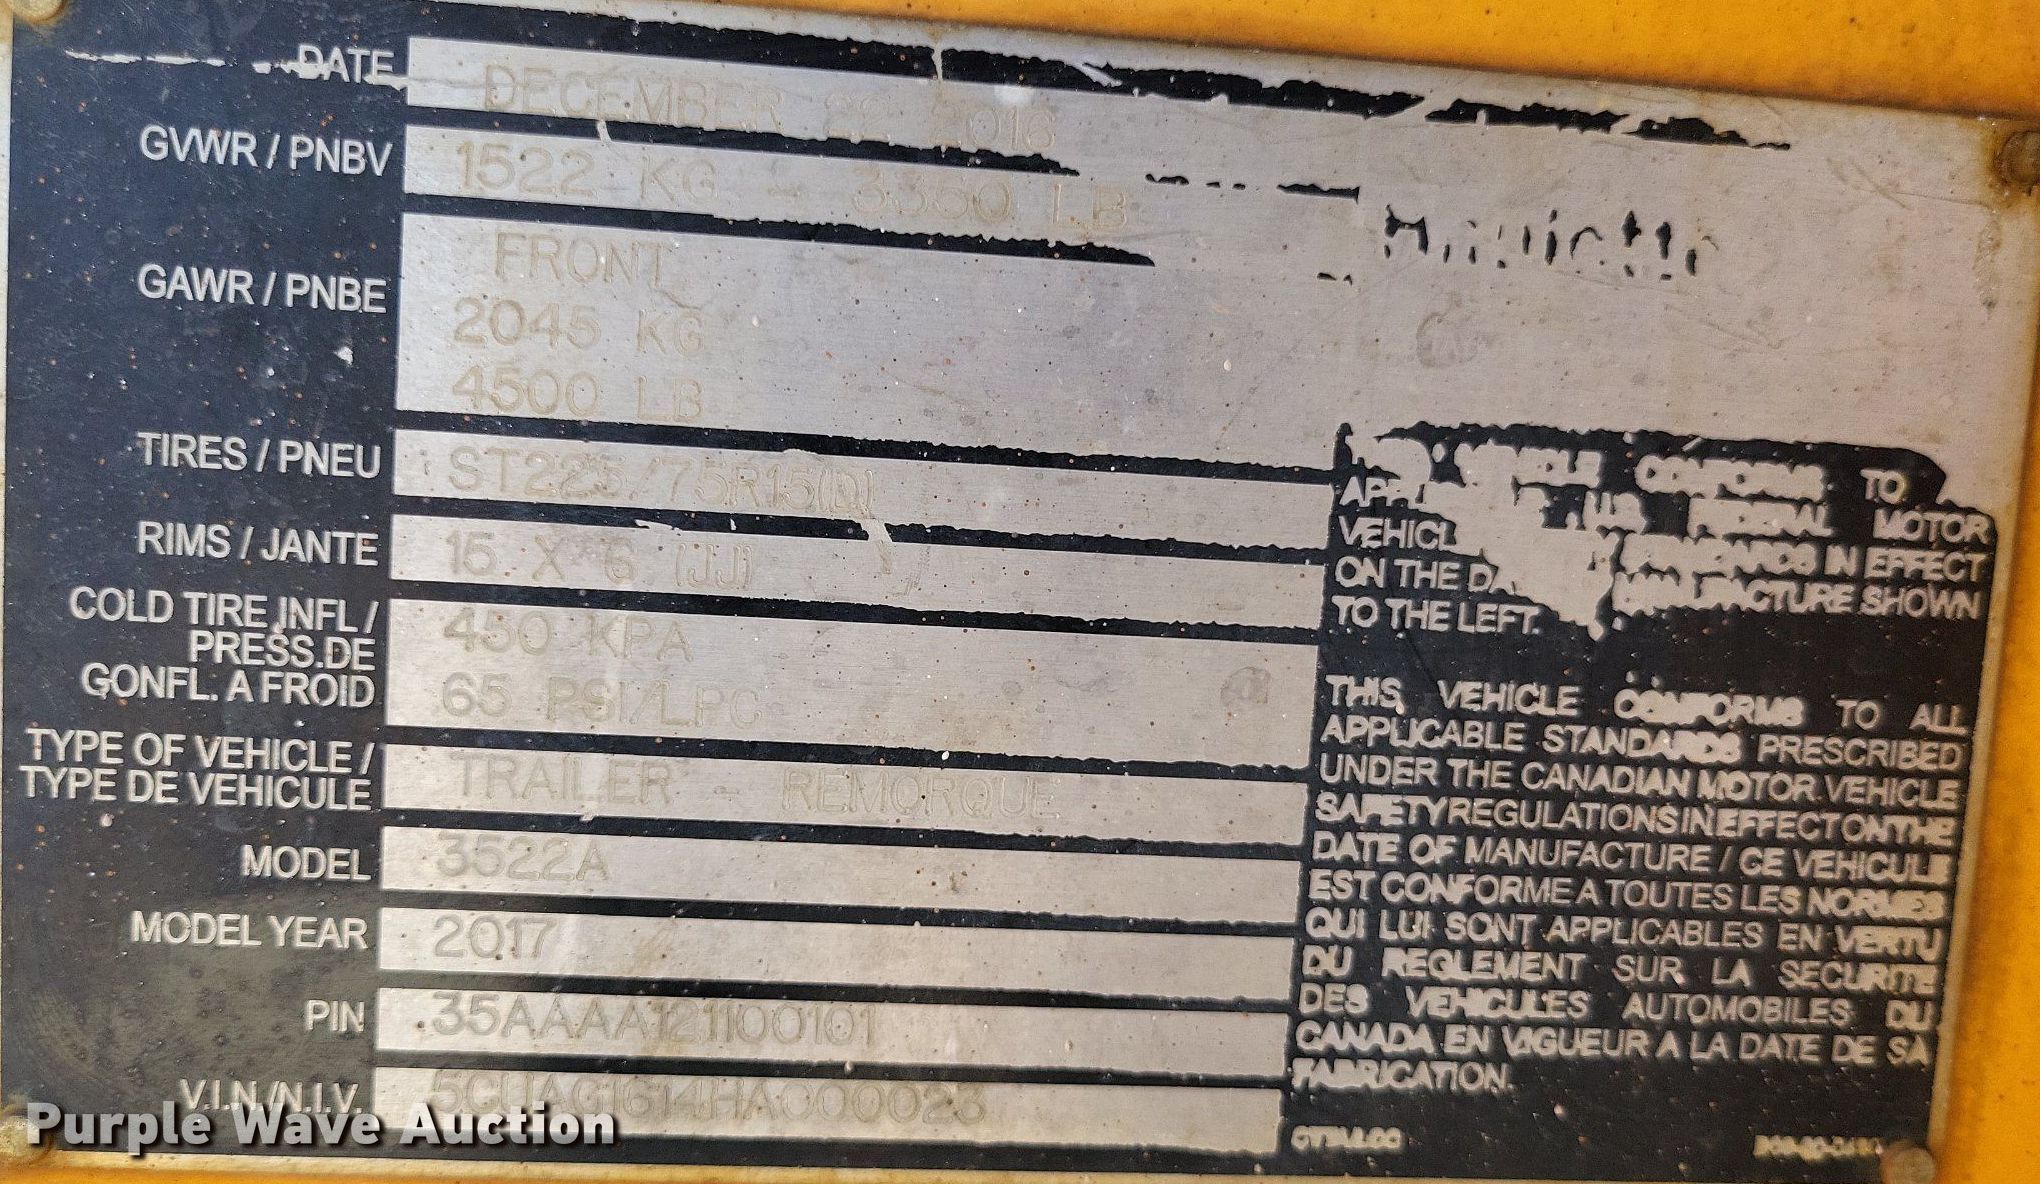 DATE DECEMBER 22 2016
GVWR / PNBV 1522 KG - 3350 LB
GAWR / PNBE FRONT
2045 KG
4500 LB
TIRES / PNEU ST225/75R15(D)
RIMS / JANTE 15 X 6 (JJ)
COLD TIRE INFL /
PRESS.DE
GONFL. A FROID
450 KPA
65 PSI/LPC
TYPE OF VEHICLE /
TYPE DE VEHICULE
TRAILER - REMORQUE
MODEL 3522A
MODEL YEAR 2017
PIN 35AAAA121100101
V.I.N./N.I.V.
VEHICLE CONFORMS TO
U.S. FEDERAL MOTOR
STANDARDS IN EFFECT
ON THE MANUFACTURE SHOWN
TO THE LEFT.
THIS VEHICLE CONFORMS TO ALL
APPLICABLE STANDARDS PRESCRIBED
UNDER THE CANADIAN MOTOR VEHICLE
SAFETY REGULATIONS IN EFFECT ON THE
DATE OF MANUFACTURE / CE VEHICULE
EST CONFORME A TOUTES LES NORMES
QUI LUI SONT APPLICABLES EN VERTU
DU REGLEMENT SUR LA SECURITE
DES VEHICULES AUTOMOBILES DU
CANADA EN VIGUEUR A LA DATE DE SA
FABRICATION.
Purple Wave Auction